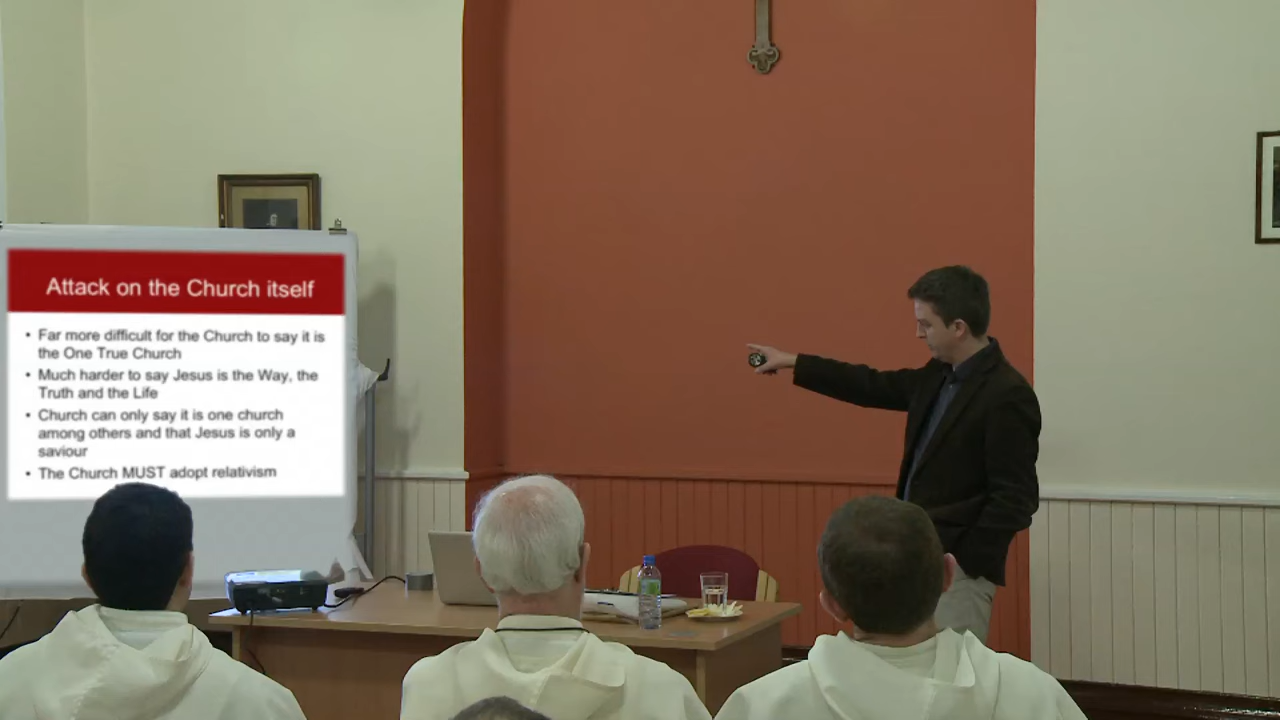 Attack on the Church itself
• Far more difficult for the Church to say it is
the One True Church
• Much harder to say Jesus is the Way, the
Truth and the Life
• Church can only say it is one church
among others and that Jesus is only a
saviour
• The Church MUST adopt relativism